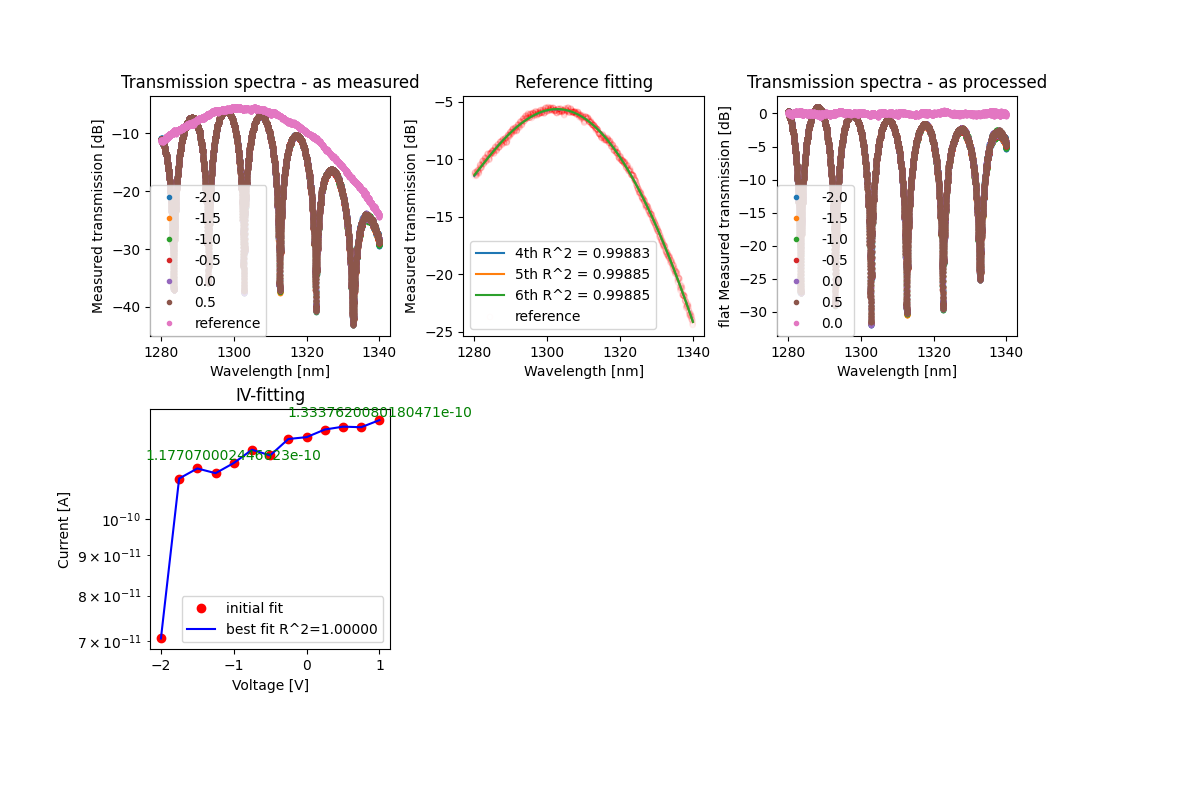 Transmission spectra - as measured
Measured transmission [dB]
−10
−20
−30
−40
-2.0
-1.5
-1.0
-0.5
0.0
0.5
reference
1280
1300
1320
1340
Wavelength [nm]
Reference fitting
Measured transmission [dB]
−5
−10
−15
−20
−25
4th R^2 = 0.99883
5th R^2 = 0.99885
6th R^2 = 0.99885
reference
1280
1300
1320
1340
Wavelength [nm]
Transmission spectra - as processed
flat Measured transmission [dB]
0
−5
−10
−15
−20
−25
−30
-2.0
-1.5
-1.0
-0.5
0.0
0.5
0.0
1280
1300
1320
1340
Wavelength [nm]
IV-fitting
1.3337620080180471e-10
Current [A]
10⁻¹⁰
9 × 10⁻¹¹
8 × 10⁻¹¹
7 × 10⁻¹¹
initial fit
best fit R^2=1.00000
−2
−1
0
1
Voltage [V]